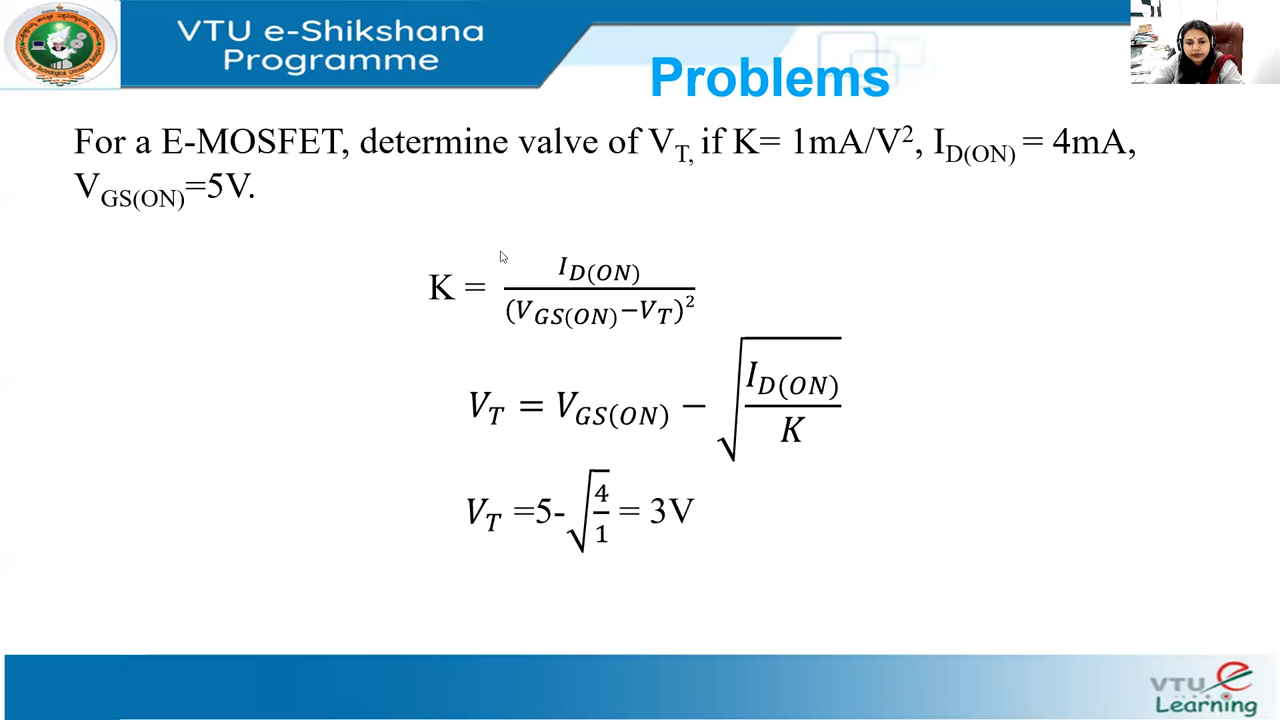 VTU e-Shikshana
Programme
Problems
For a E-MOSFET, determine valve of V_T, if K= 1mA/V², I_D(ON) = 4mA,
V_GS(ON)=5V.
K = I_D(ON) / (V_GS(ON)−V_T)²
V_T = V_GS(ON) − √(I_D(ON)/K)
V_T =5-√(4/1) = 3V
VTU e
Learning